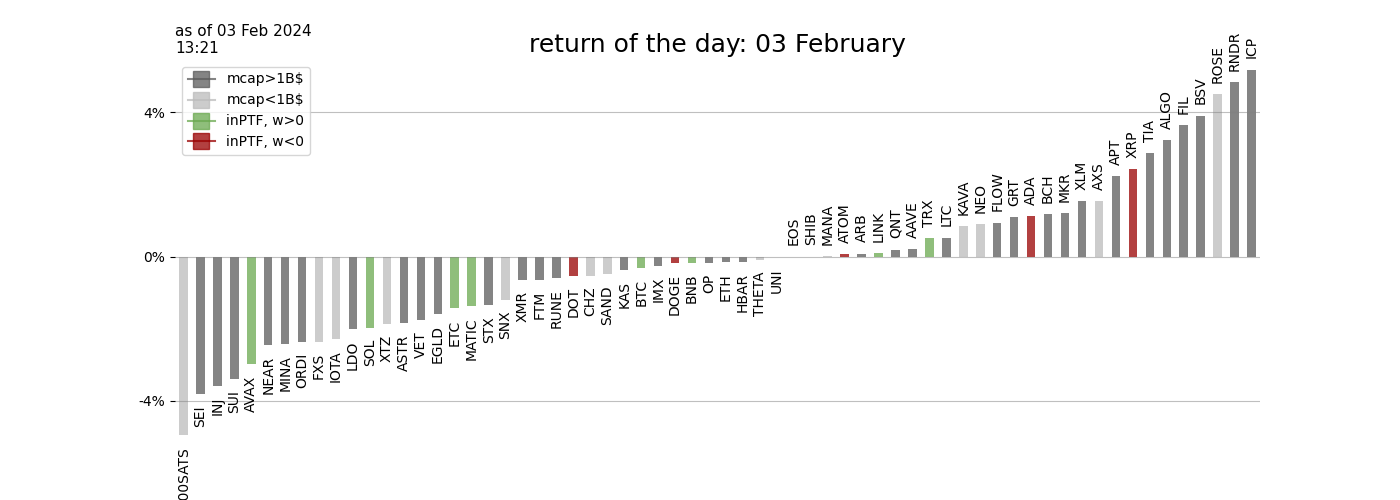 as of 03 Feb 2024
13:21
return of the day: 03 February
mcap>1B$
mcap<1B$
inPTF, w>0
inPTF, w<0
4%
0%
-4%
00SATS
SEI
INJ
SUI
AVAX
NEAR
MINA
ORDI
FXS
IOTA
LDO
SOL
XTZ
ASTR
VET
EGLD
ETC
MATIC
STX
SNX
XMR
FTM
RUNE
DOT
CHZ
SAND
KAS
BTC
IMX
DOGE
BNB
OP
ETH
HBAR
THETA
UNI
EOS
SHIB
MANA
ATOM
ARB
LINK
QNT
AAVE
TRX
LTC
KAVA
NEO
FLOW
GRT
ADA
BCH
MKR
XLM
AXS
APT
XRP
TIA
ALGO
FIL
BSV
ROSE
RNDR
ICP